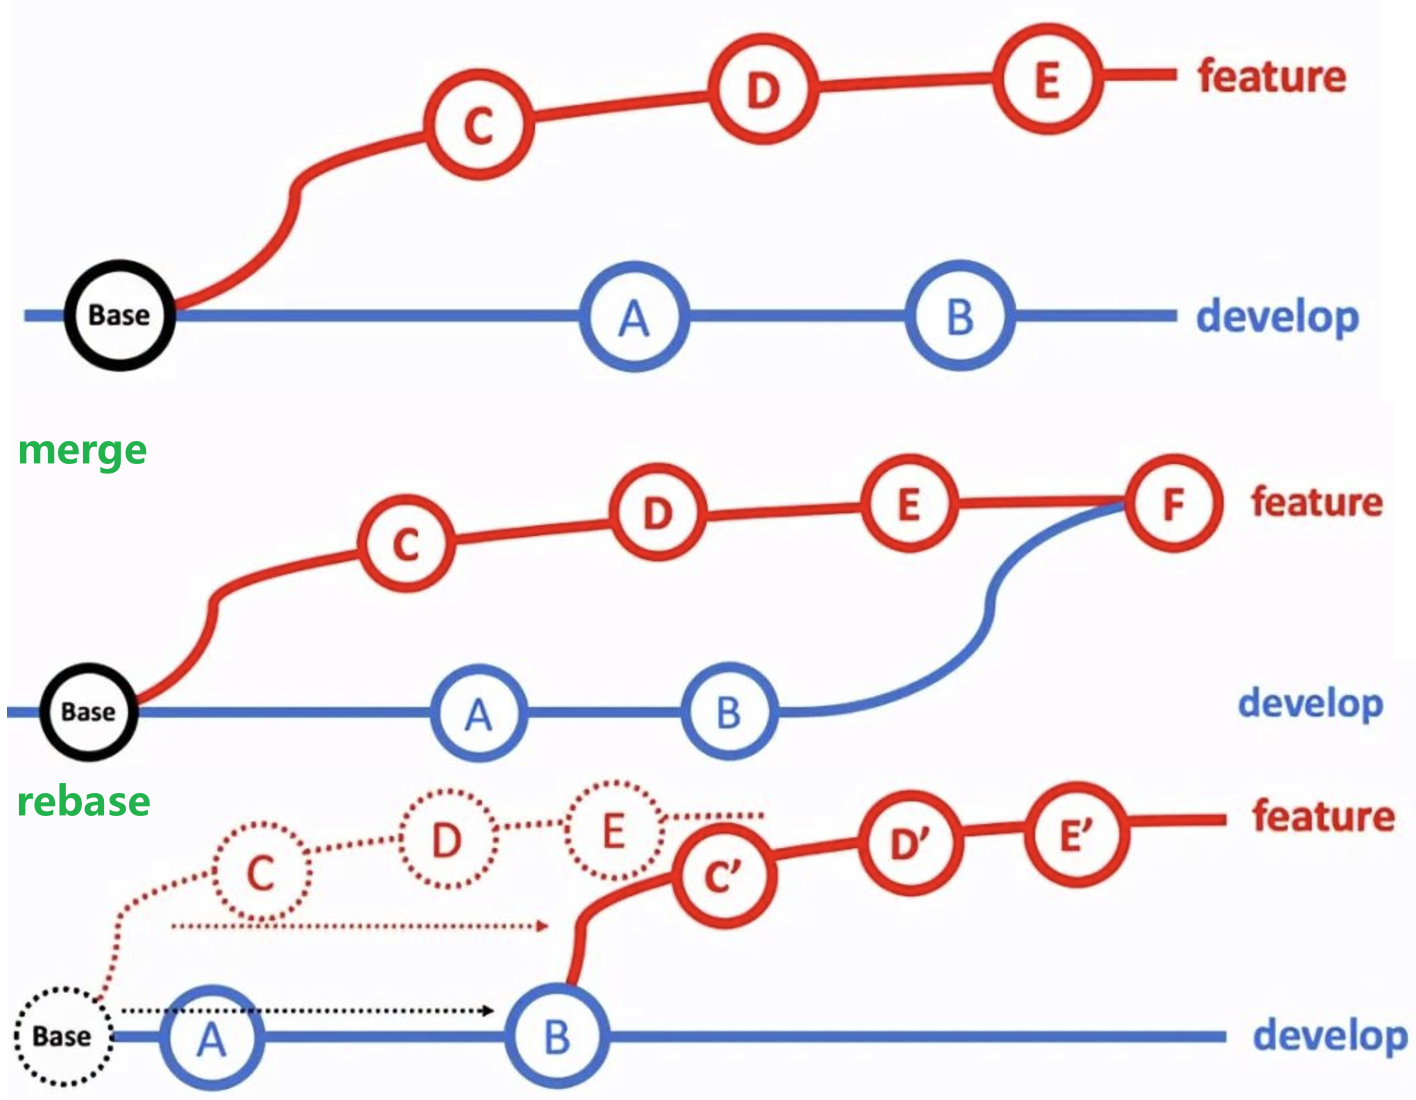 C D E feature
Base A B develop
merge
C D E F feature
Base A B develop
rebase
C D E C’ D’ E’ feature
Base A B develop